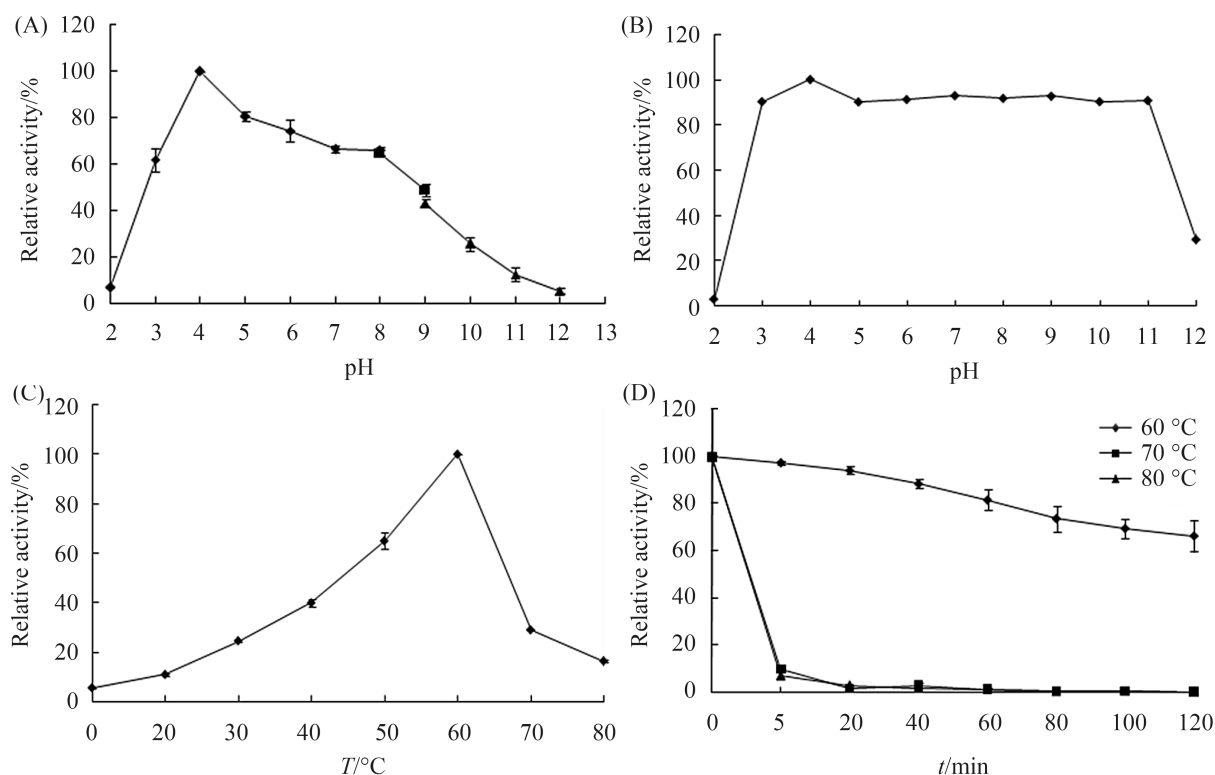 (A)
120
100
80
60
40
20
0
Relative activity/%
2 3 4 5 6 7 8 9 10 11 12 13
pH
(B)
120
100
80
60
40
20
0
Relative activity/%
2 3 4 5 6 7 8 9 10 11 12
pH
(C)
120
100
80
60
40
20
0
Relative activity/%
0 20 30 40 50 60 70 80
T/°C
(D)
120
100
80
60
40
20
0
Relative activity/%
60 °C
70 °C
80 °C
0 5 20 40 60 80 100 120
t/min